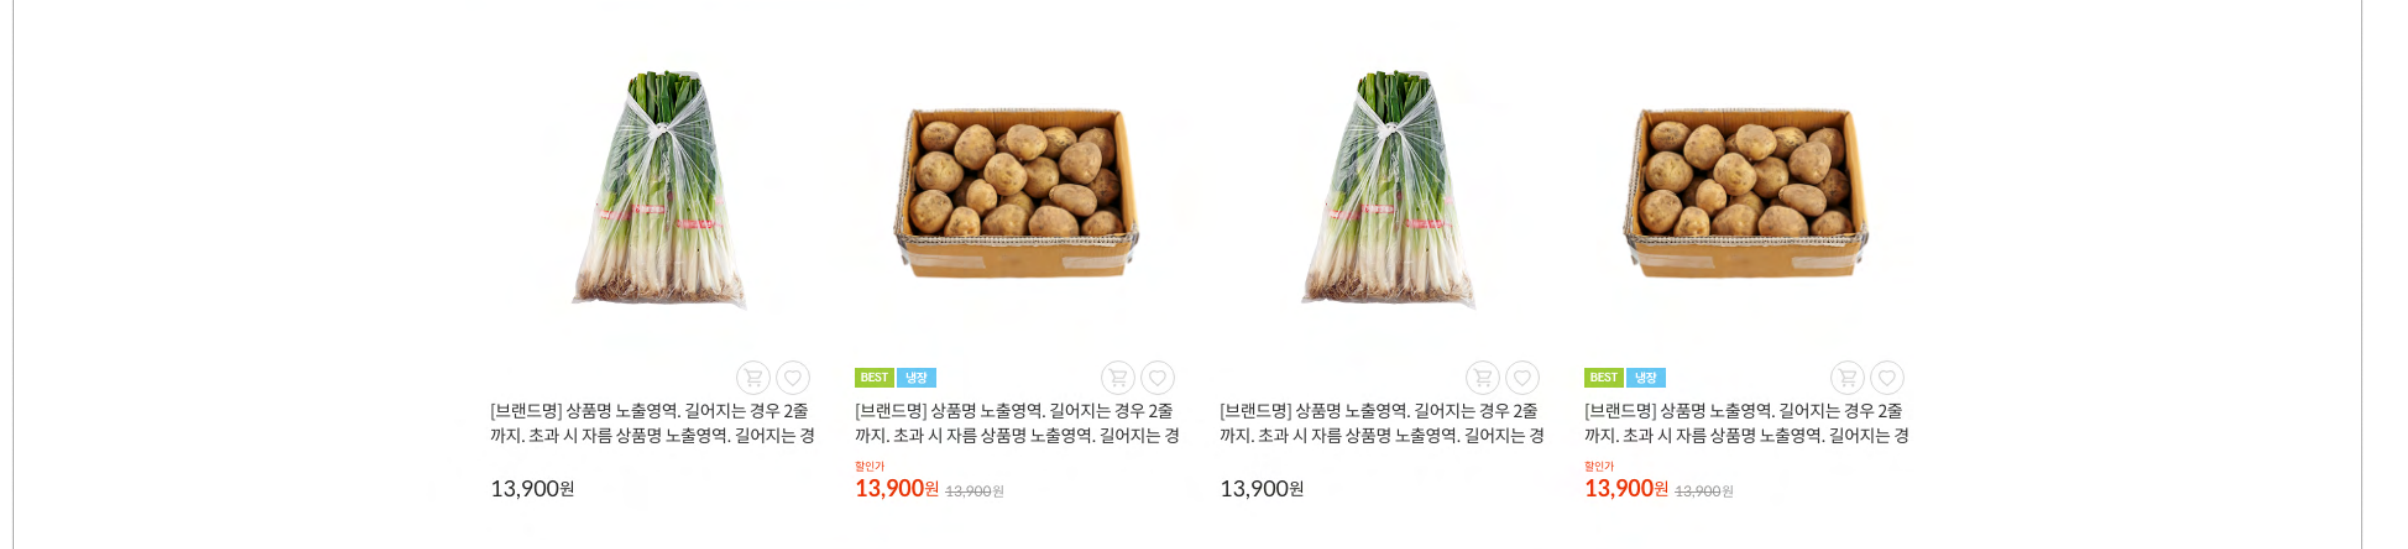 [브랜드명] 상품명 노출영역. 길어지는 경우 2줄
까지. 초과 시 자름 상품명 노출영역. 길어지는 경
13,900원
BEST 냉장
[브랜드명] 상품명 노출영역. 길어지는 경우 2줄
까지. 초과 시 자름 상품명 노출영역. 길어지는 경
할인가
13,900원 13,900원
[브랜드명] 상품명 노출영역. 길어지는 경우 2줄
까지. 초과 시 자름 상품명 노출영역. 길어지는 경
13,900원
BEST 냉장
[브랜드명] 상품명 노출영역. 길어지는 경우 2줄
까지. 초과 시 자름 상품명 노출영역. 길어지는 경
할인가
13,900원 13,900원